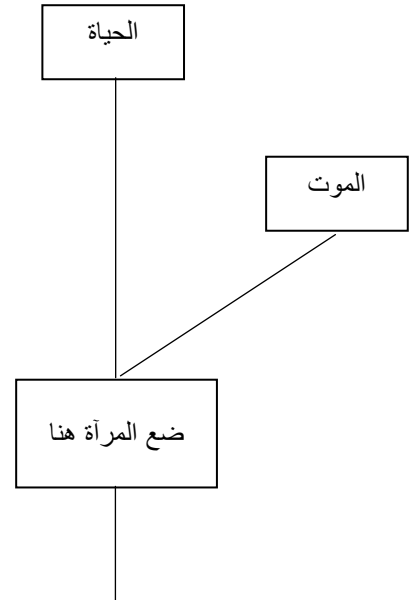 الحياة
الموت
ضع المرآة هنا